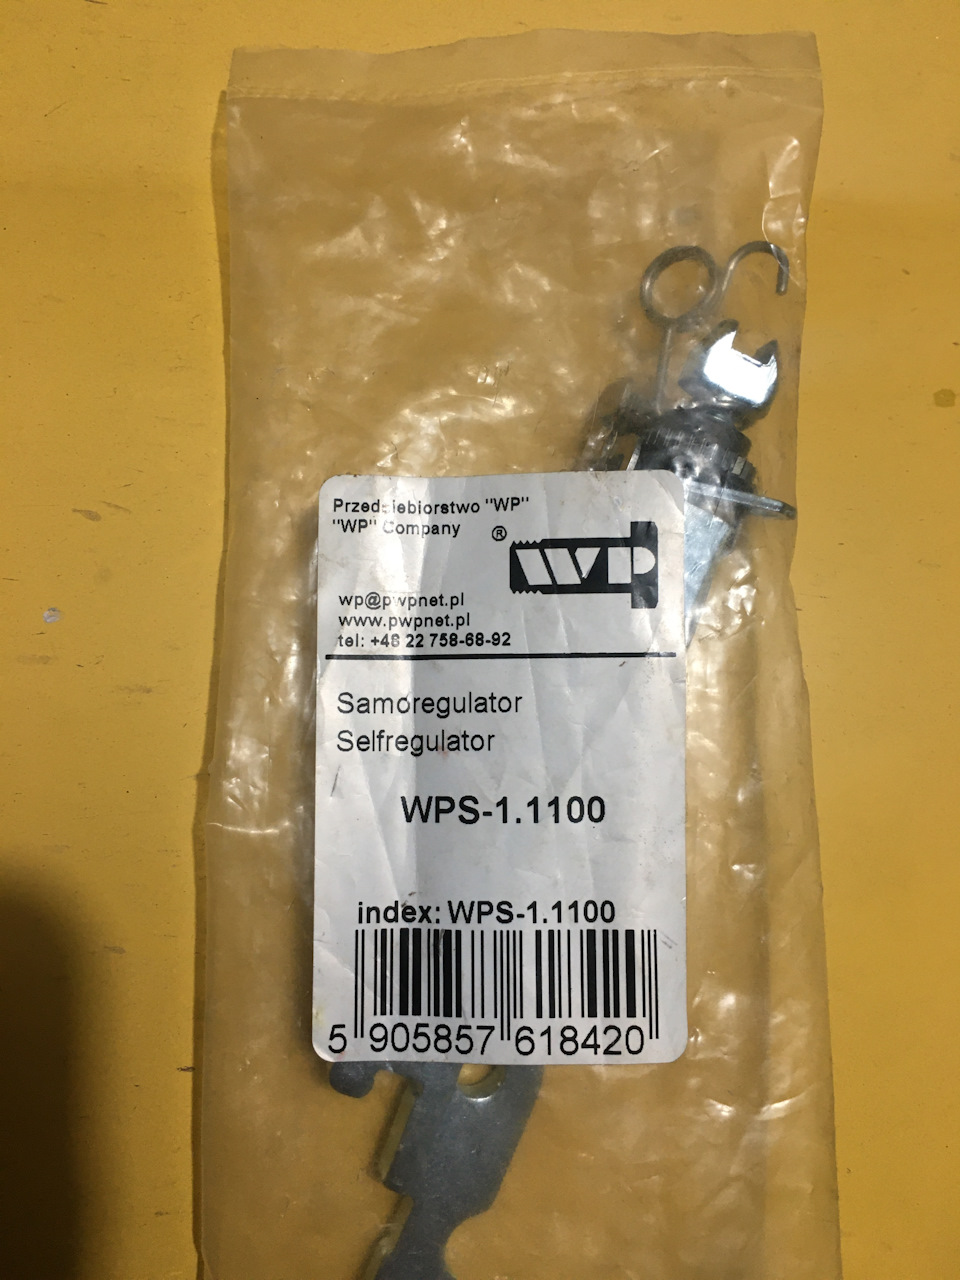 Przedsiebiorstwo "WP"
"WP" Company
®
WP
wp@pwpnet.pl
www.pwpnet.pl
tel: +48 22 758-68-92
Samoregulator
Selfregulator
WPS-1.1100
index: WPS-1.1100
5 905857 618420